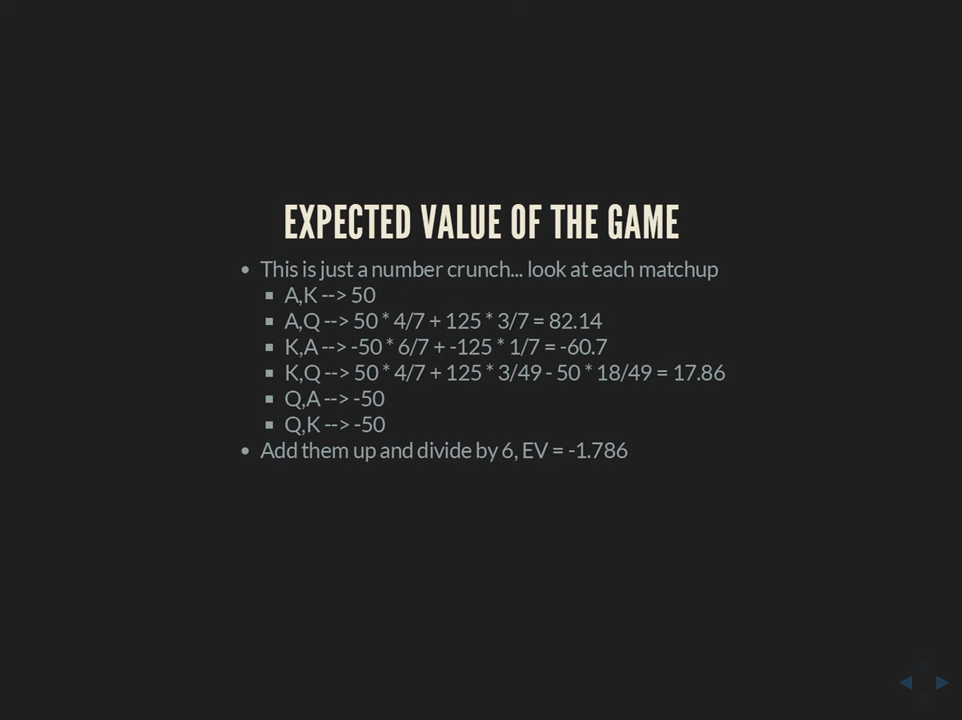 EXPECTED VALUE OF THE GAME
• This is just a number crunch... look at each matchup
▪ A,K --> 50
▪ A,Q --> 50 * 4/7 + 125 * 3/7 = 82.14
▪ K,A --> -50 * 6/7 + -125 * 1/7 = -60.7
▪ K,Q --> 50 * 4/7 + 125 * 3/49 - 50 * 18/49 = 17.86
▪ Q,A --> -50
▪ Q,K --> -50
• Add them up and divide by 6, EV = -1.786